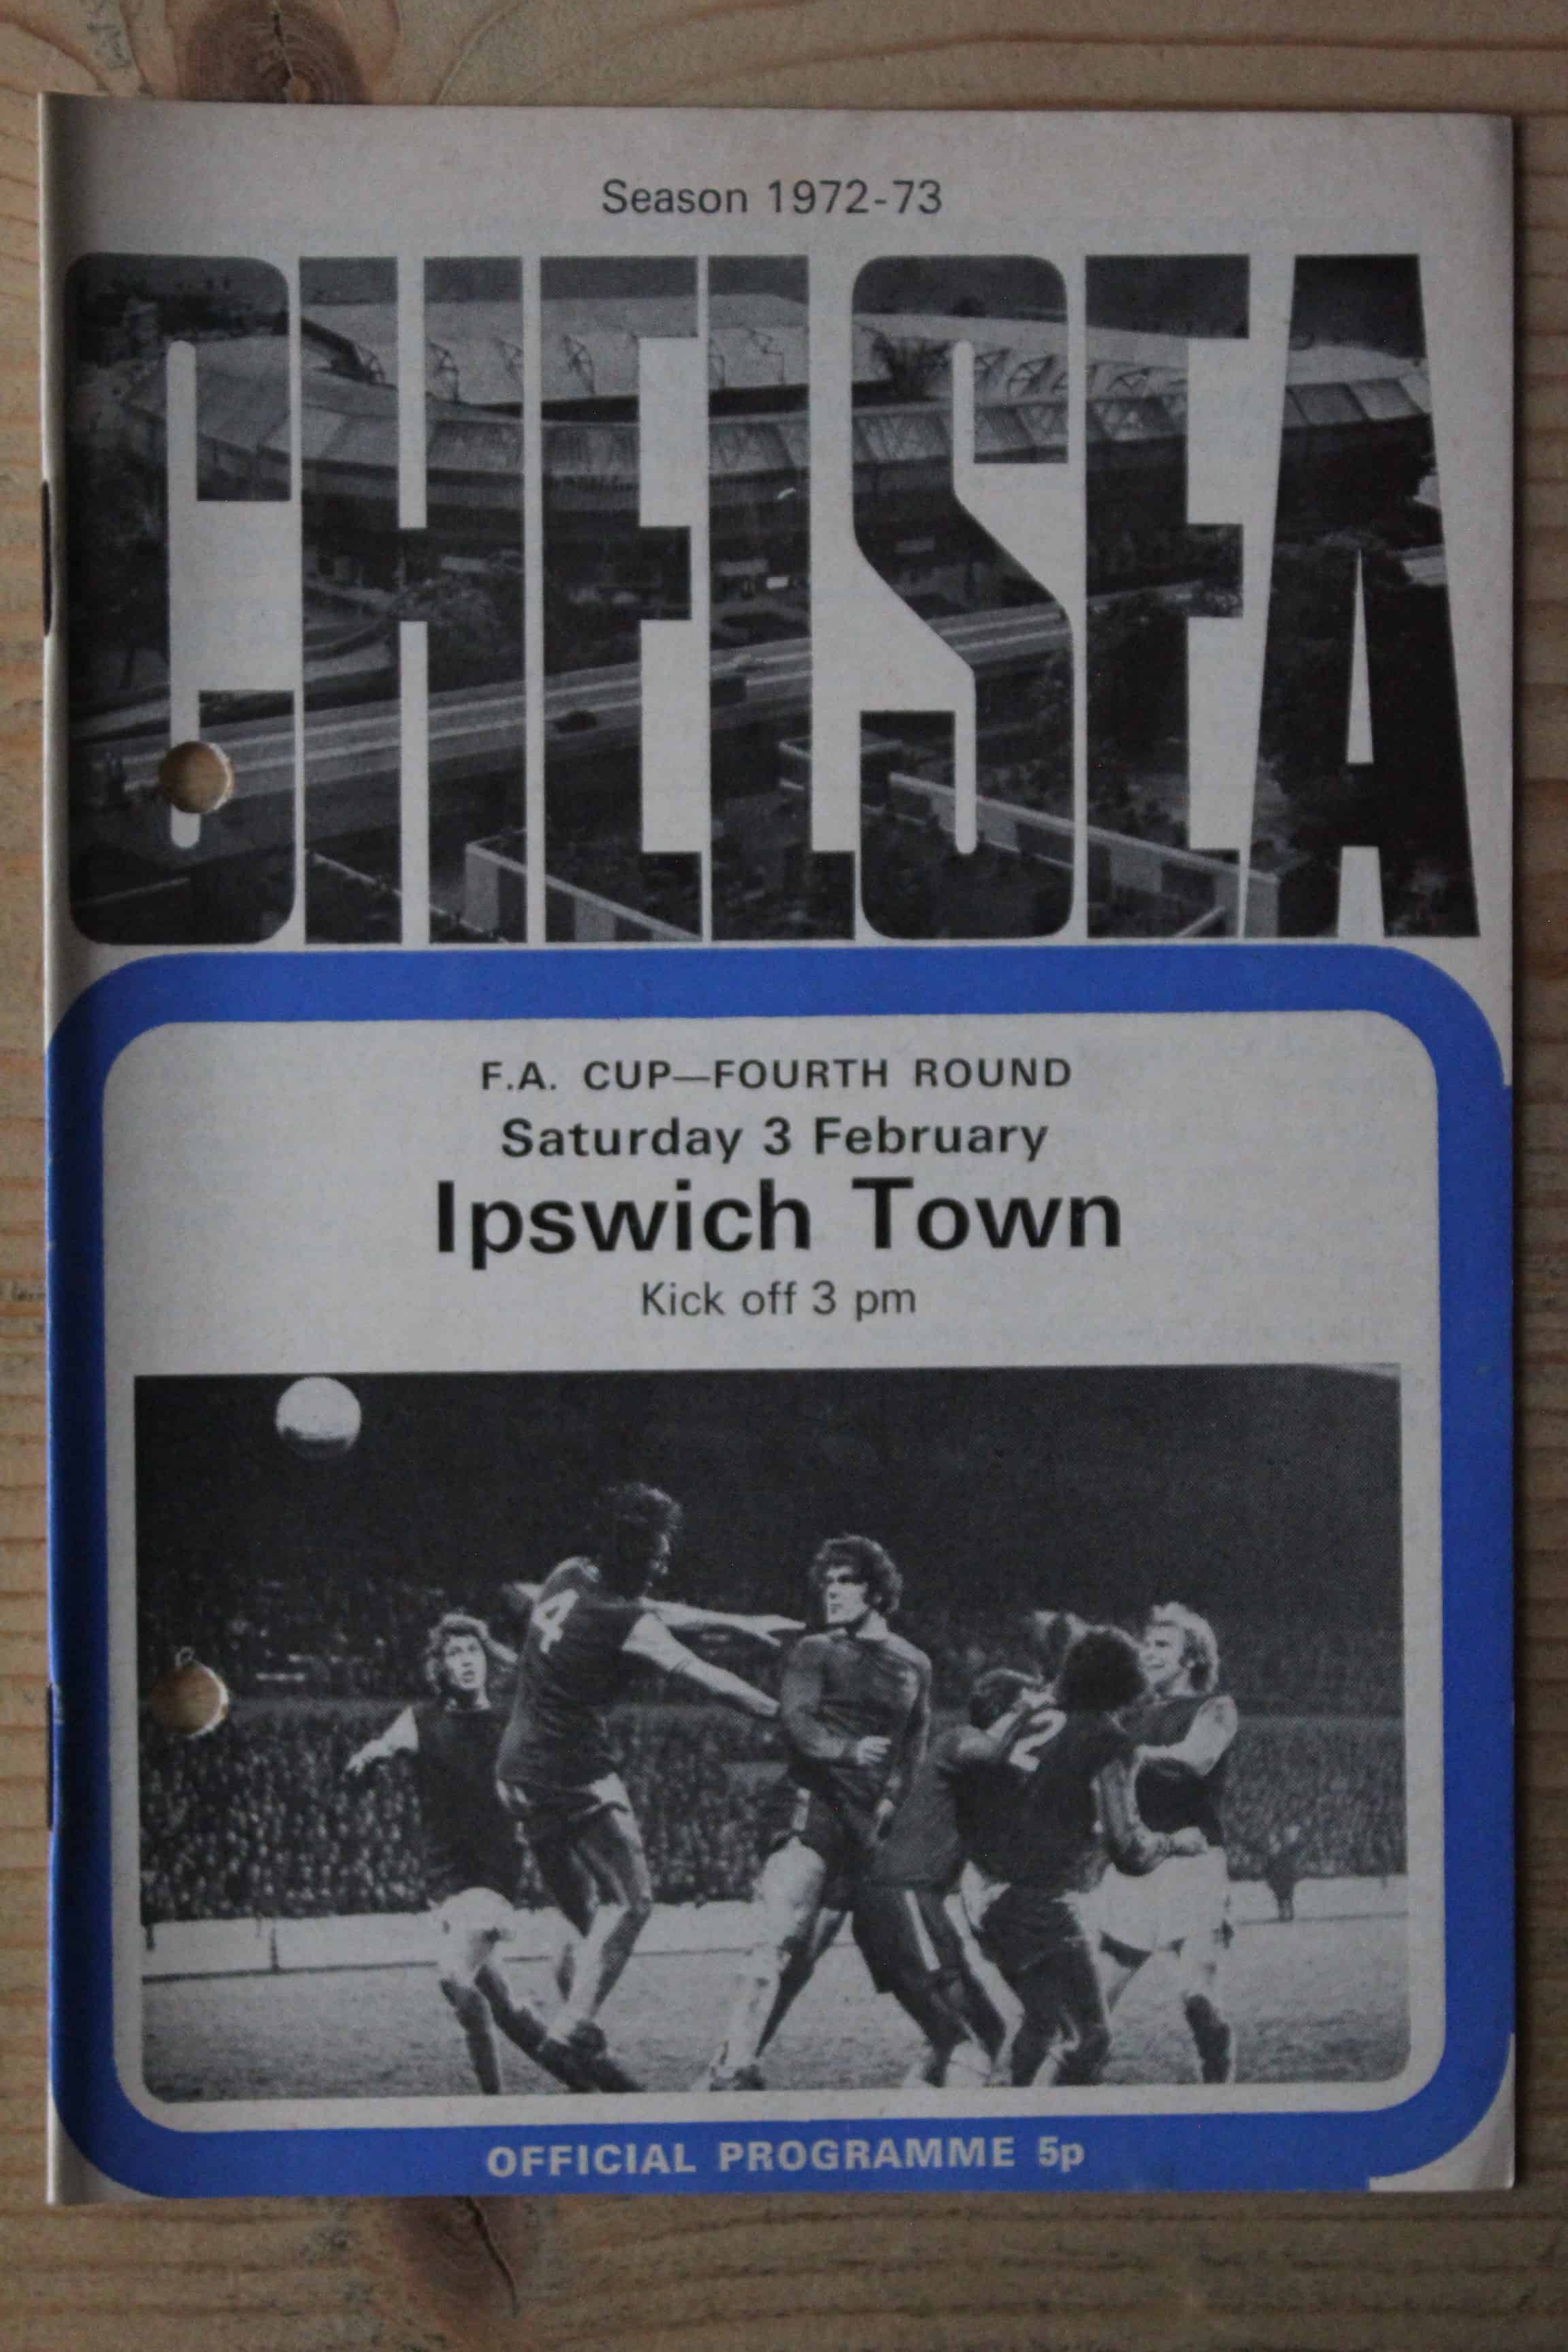 Season 1972-73
CHELSEA
F.A. CUP—FOURTH ROUND
Saturday 3 February
Ipswich Town
Kick off 3 pm
4
2
OFFICIAL PROGRAMME 5p